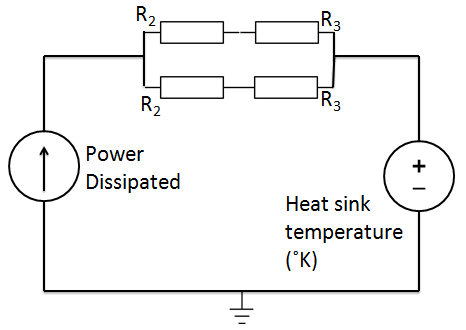 R2
R3
R2
R3
Power
Dissipated
+
Heat sink
temperature
(˚K)